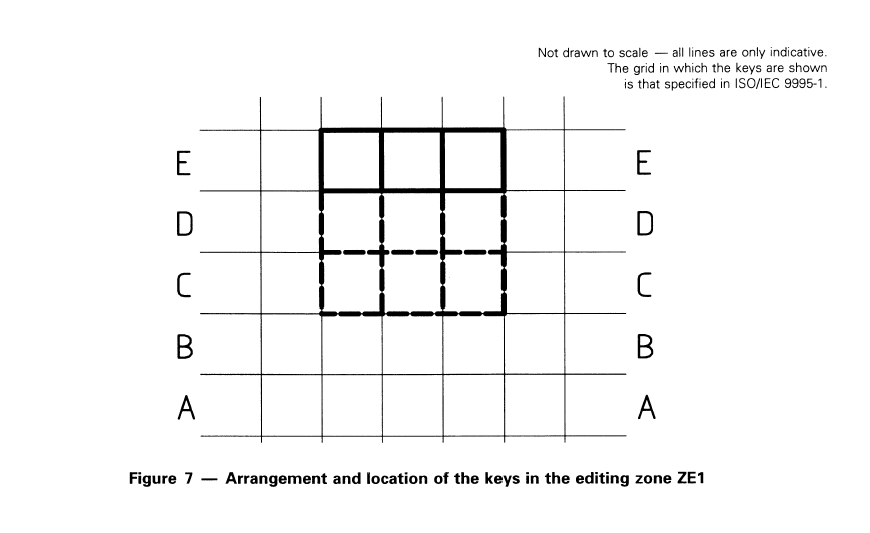 Not drawn to scale — all lines are only indicative.
The grid in which the keys are shown
is that specified in ISO/IEC 9995-1.
E E
D D
C C
B B
A A
Figure 7 — Arrangement and location of the keys in the editing zone ZE1